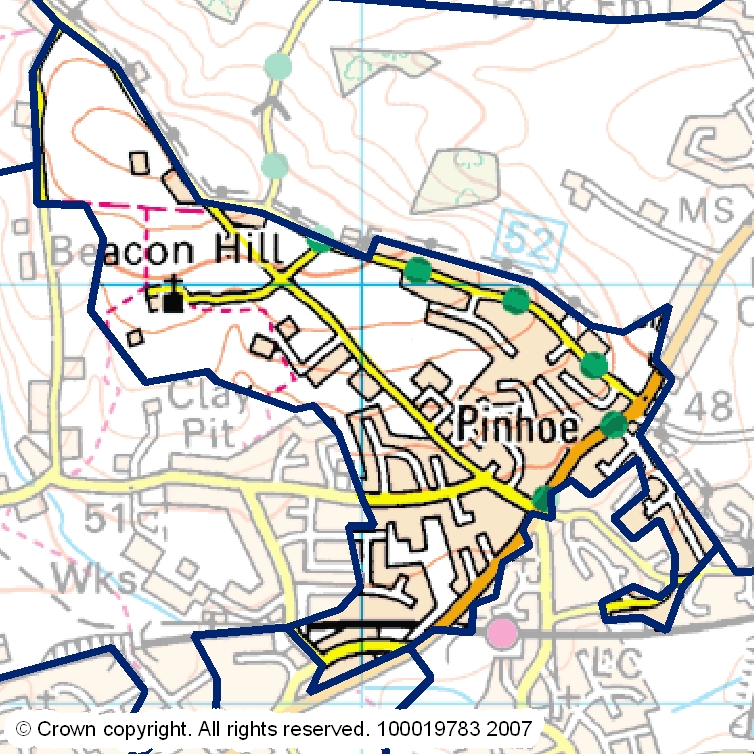 Park Fm
MS
52
Beacon Hill
Clay
Pit
48
Pinhoe
51
Wks
LC
© Crown copyright. All rights reserved. 100019783 2007